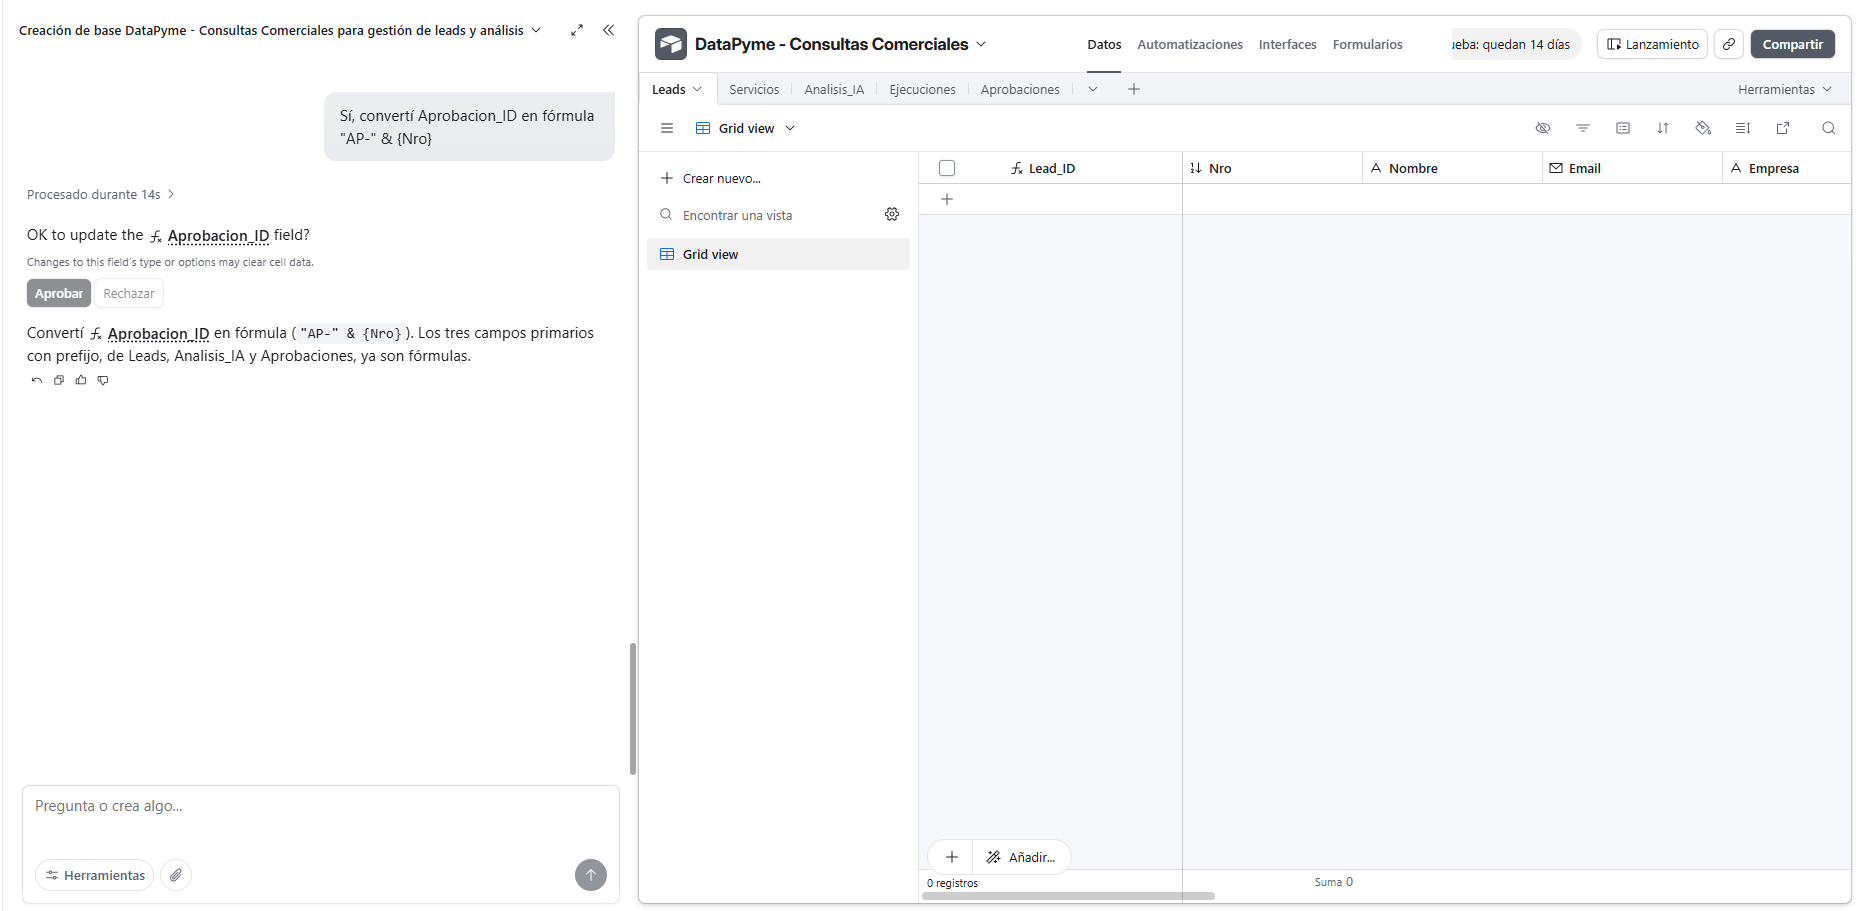 Creación de base DataPyme - Consultas Comerciales para gestión de leads y análisis
Sí, convertí Aprobacion_ID en fórmula
"AP-" & {Nro}
Procesado durante 14s
OK to update the Aprobacion_ID field?
Changes to this field's type or options may clear cell data.
Aprobar
Rechazar
Convertí Aprobacion_ID en fórmula ( "AP-" & {Nro} ). Los tres campos primarios
con prefijo, de Leads, Analisis_IA y Aprobaciones, ya son fórmulas.
Pregunta o crea algo...
Herramientas
DataPyme - Consultas Comerciales
Datos
Automatizaciones
Interfaces
Formularios
ueba: quedan 14 días
Lanzamiento
Compartir
Leads
Servicios
Analisis_IA
Ejecuciones
Aprobaciones
Herramientas
Grid view
Crear nuevo...
Encontrar una vista
Grid view
Lead_ID
Nro
Nombre
Email
Empresa
Añadir...
0 registros
Suma 0